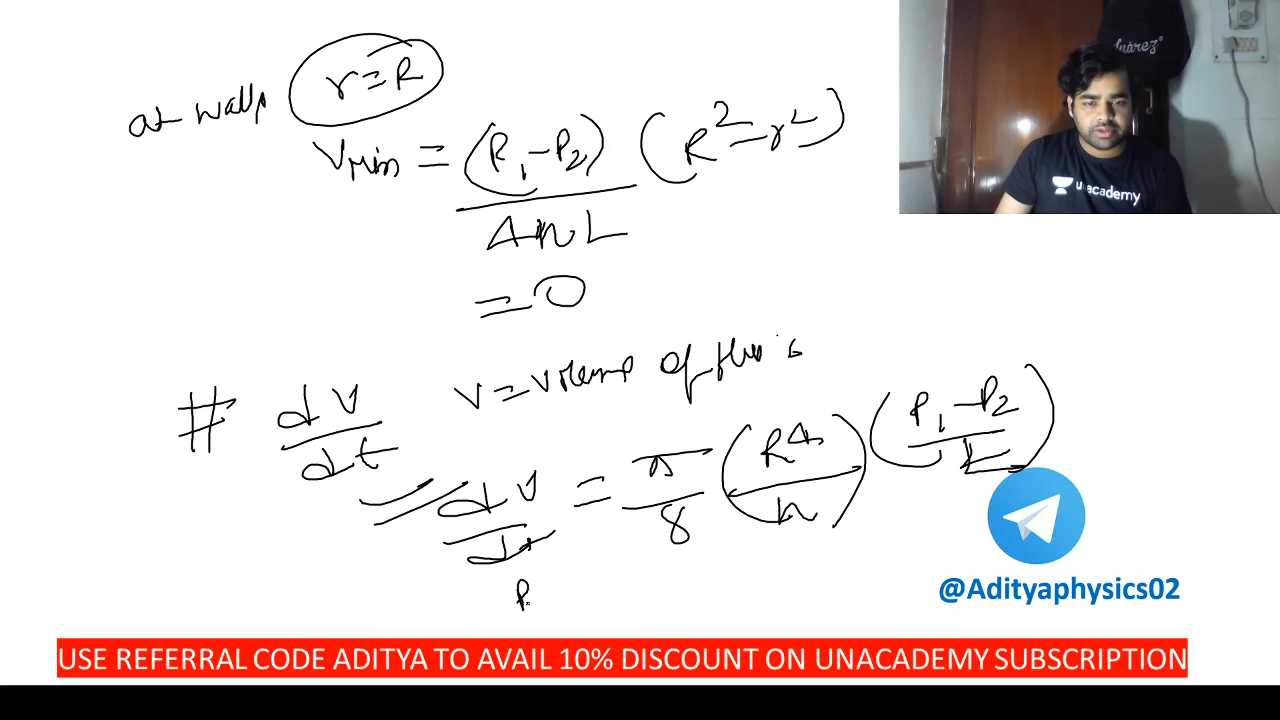 at walls r = R
Vmin = (P₁ - P₂) (R² - r²)
4ηL
= 0
# dV/dt V = Volume of fluid
dV/dt = π/8 (R⁴/η) (P₁ - P₂/L)
P
Suárez
unacademy
@Adityaphysics02
USE REFERRAL CODE ADITYA TO AVAIL 10% DISCOUNT ON UNACADEMY SUBSCRIPTION